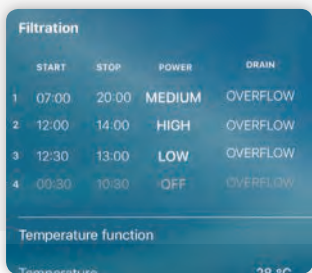 Filtration
START STOP POWER DRAIN
1 07:00 20:00 MEDIUM OVERFLOW
2 12:00 14:00 HIGH OVERFLOW
3 12:30 13:00 LOW OVERFLOW
4 00:30 10:30 OFF OVERFLOW
Temperature function
Temperature 28 °C